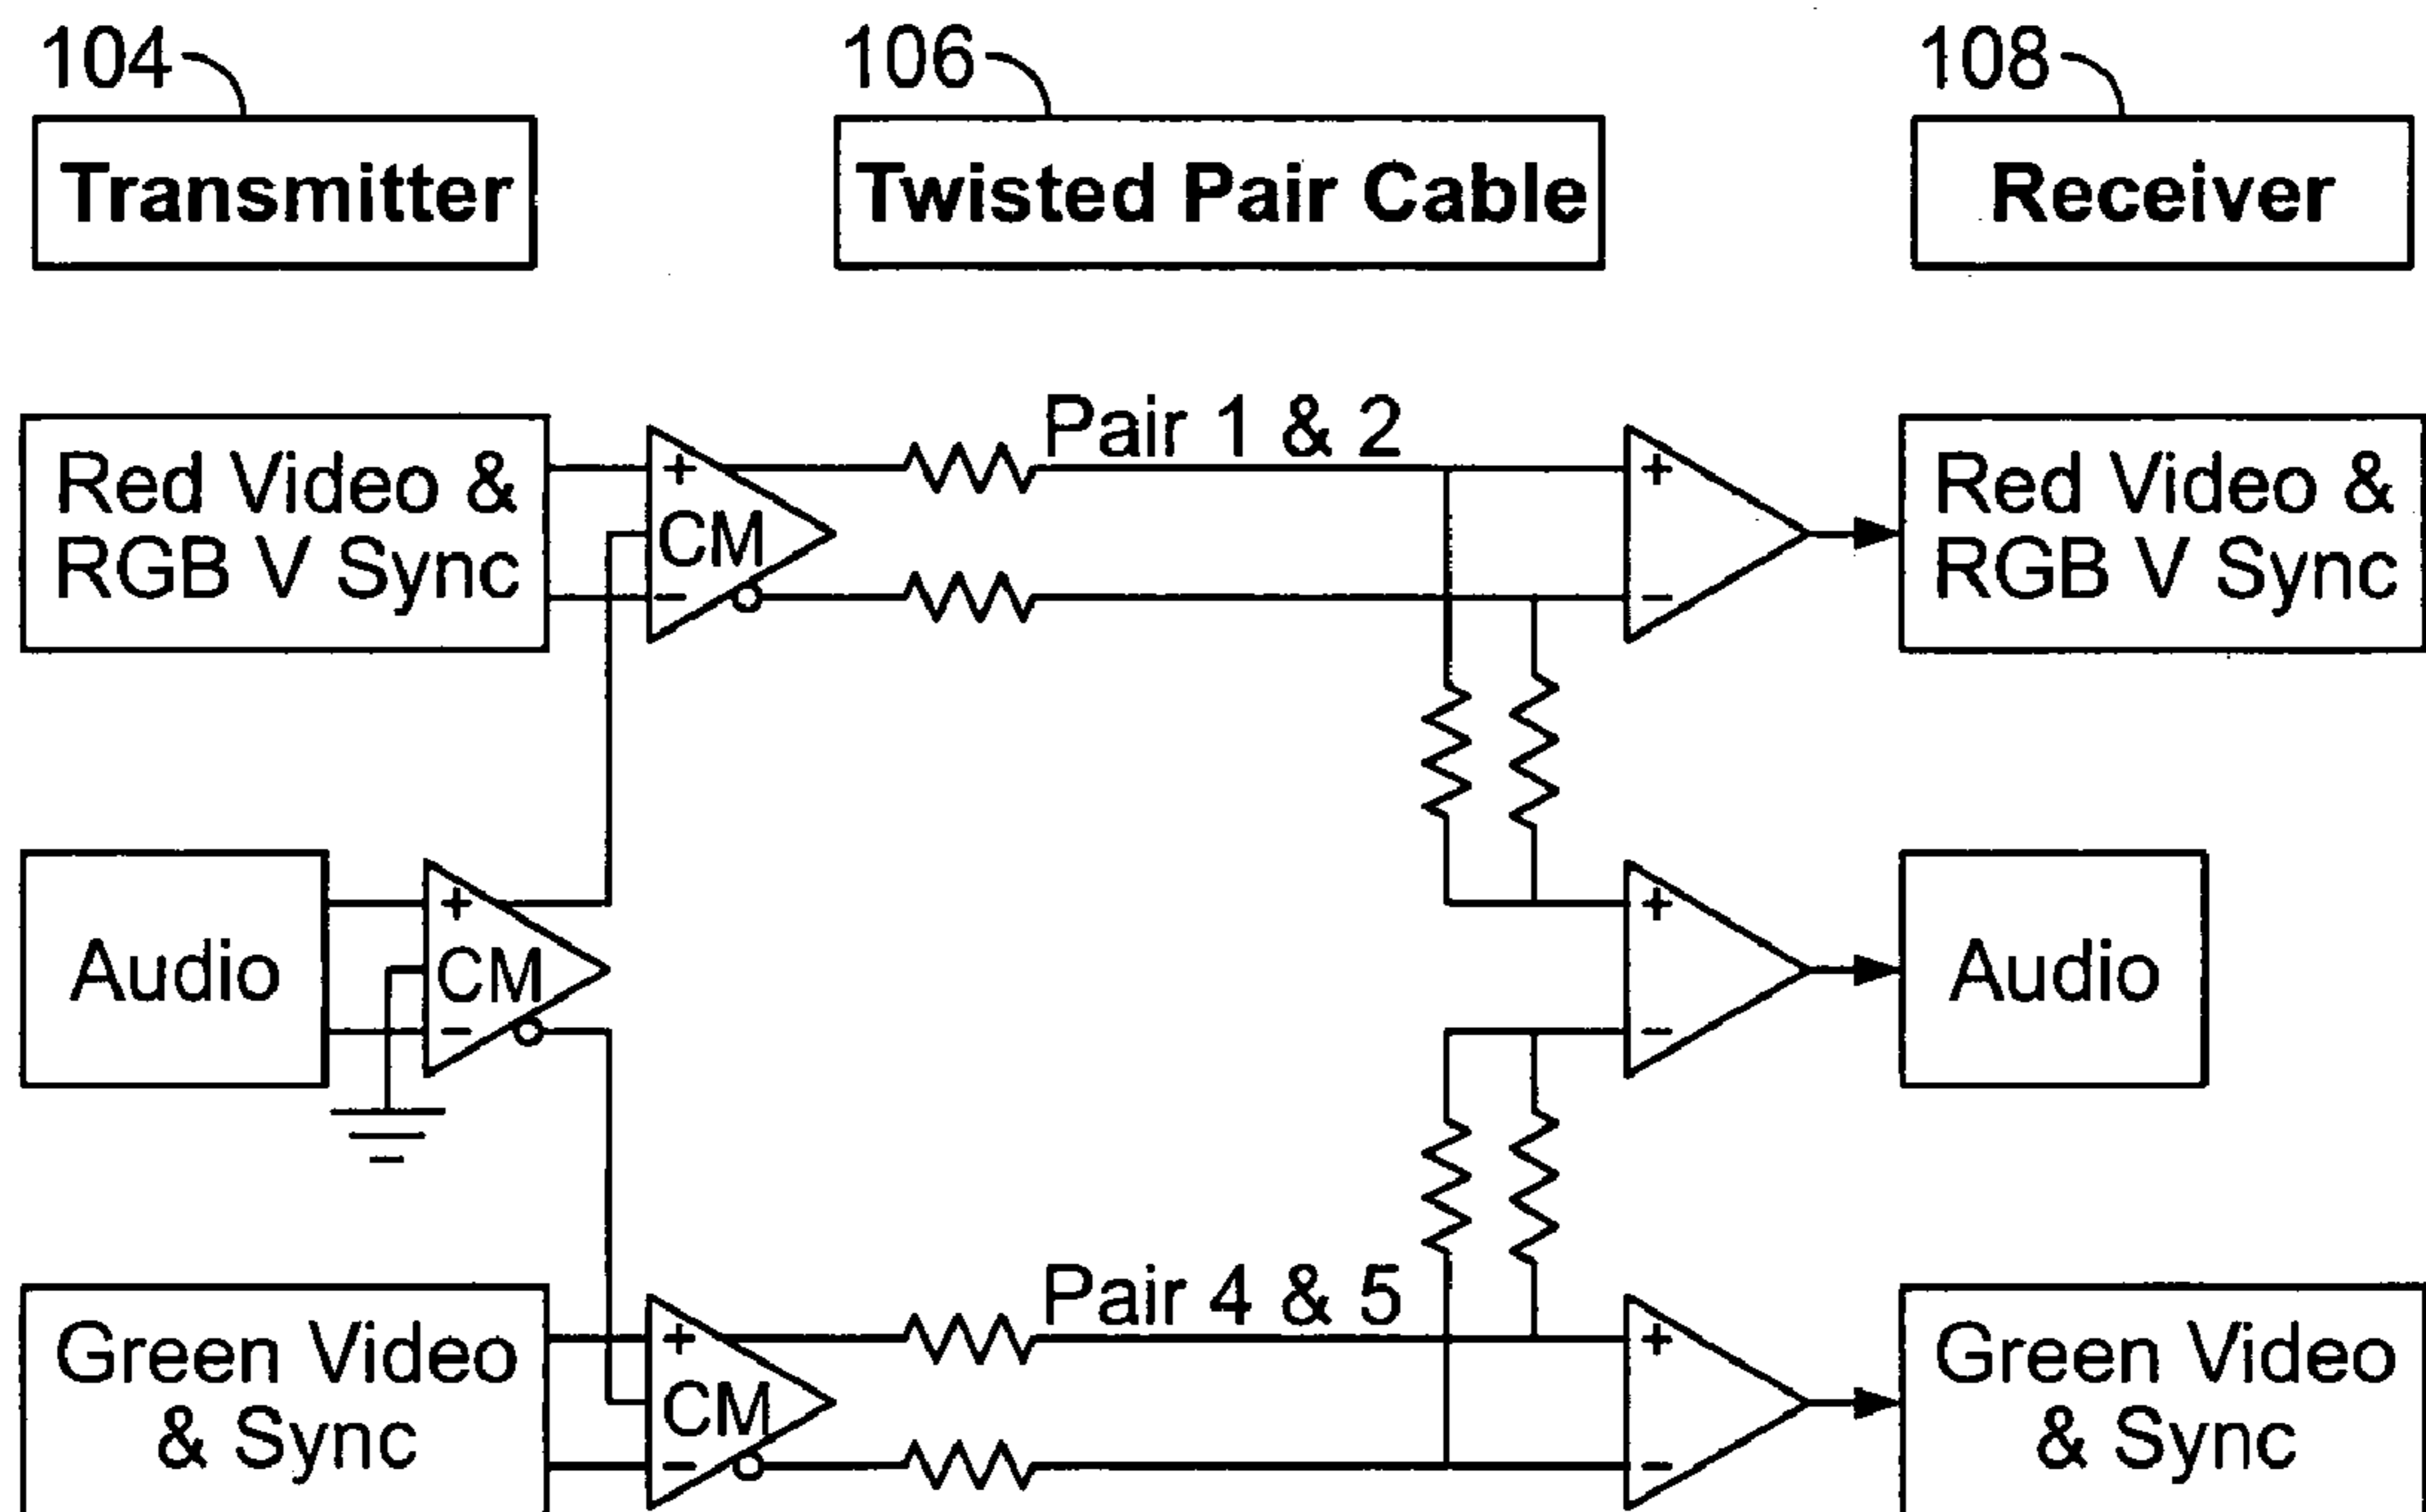 104
106
108
Transmitter
Twisted Pair Cable
Receiver
Pair 1 & 2
Red Video &
RGB V Sync
+
CM
−
+
−
Red Video &
RGB V Sync
Audio
+
CM
−
+
−
Audio
Pair 4 & 5
Green Video
& Sync
+
CM
−
+
−
Green Video
& Sync